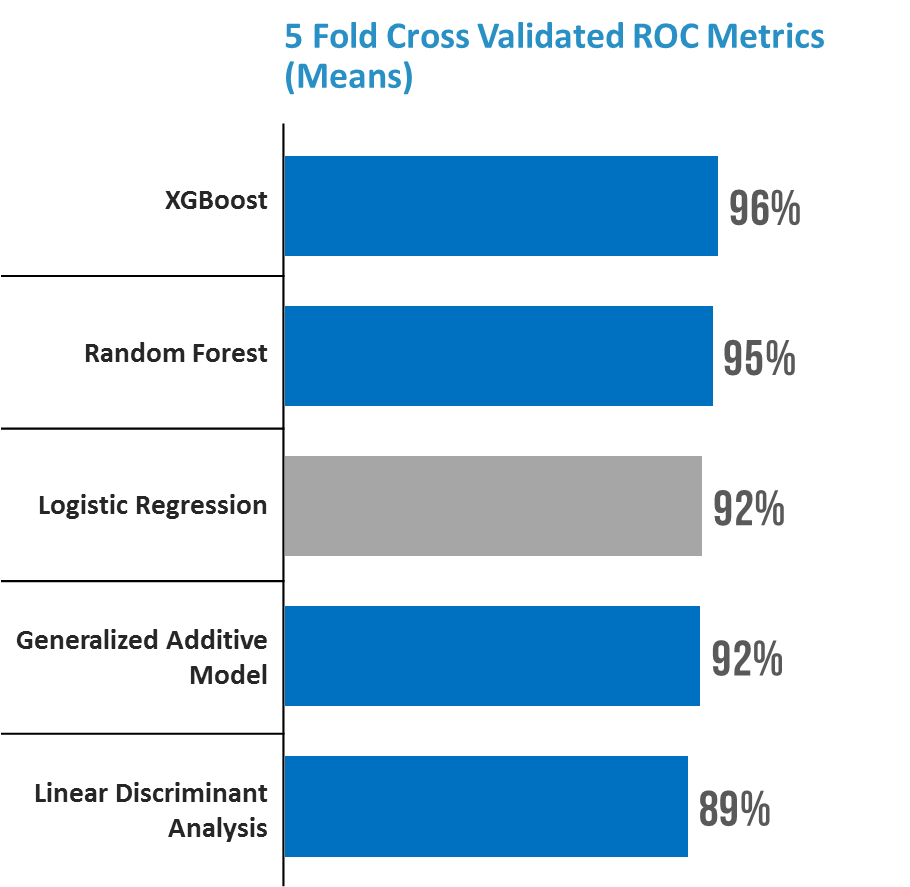 5 Fold Cross Validated ROC Metrics
(Means)
XGBoost
96%
Random Forest
95%
Logistic Regression
92%
Generalized Additive
Model
92%
Linear Discriminant
Analysis
89%